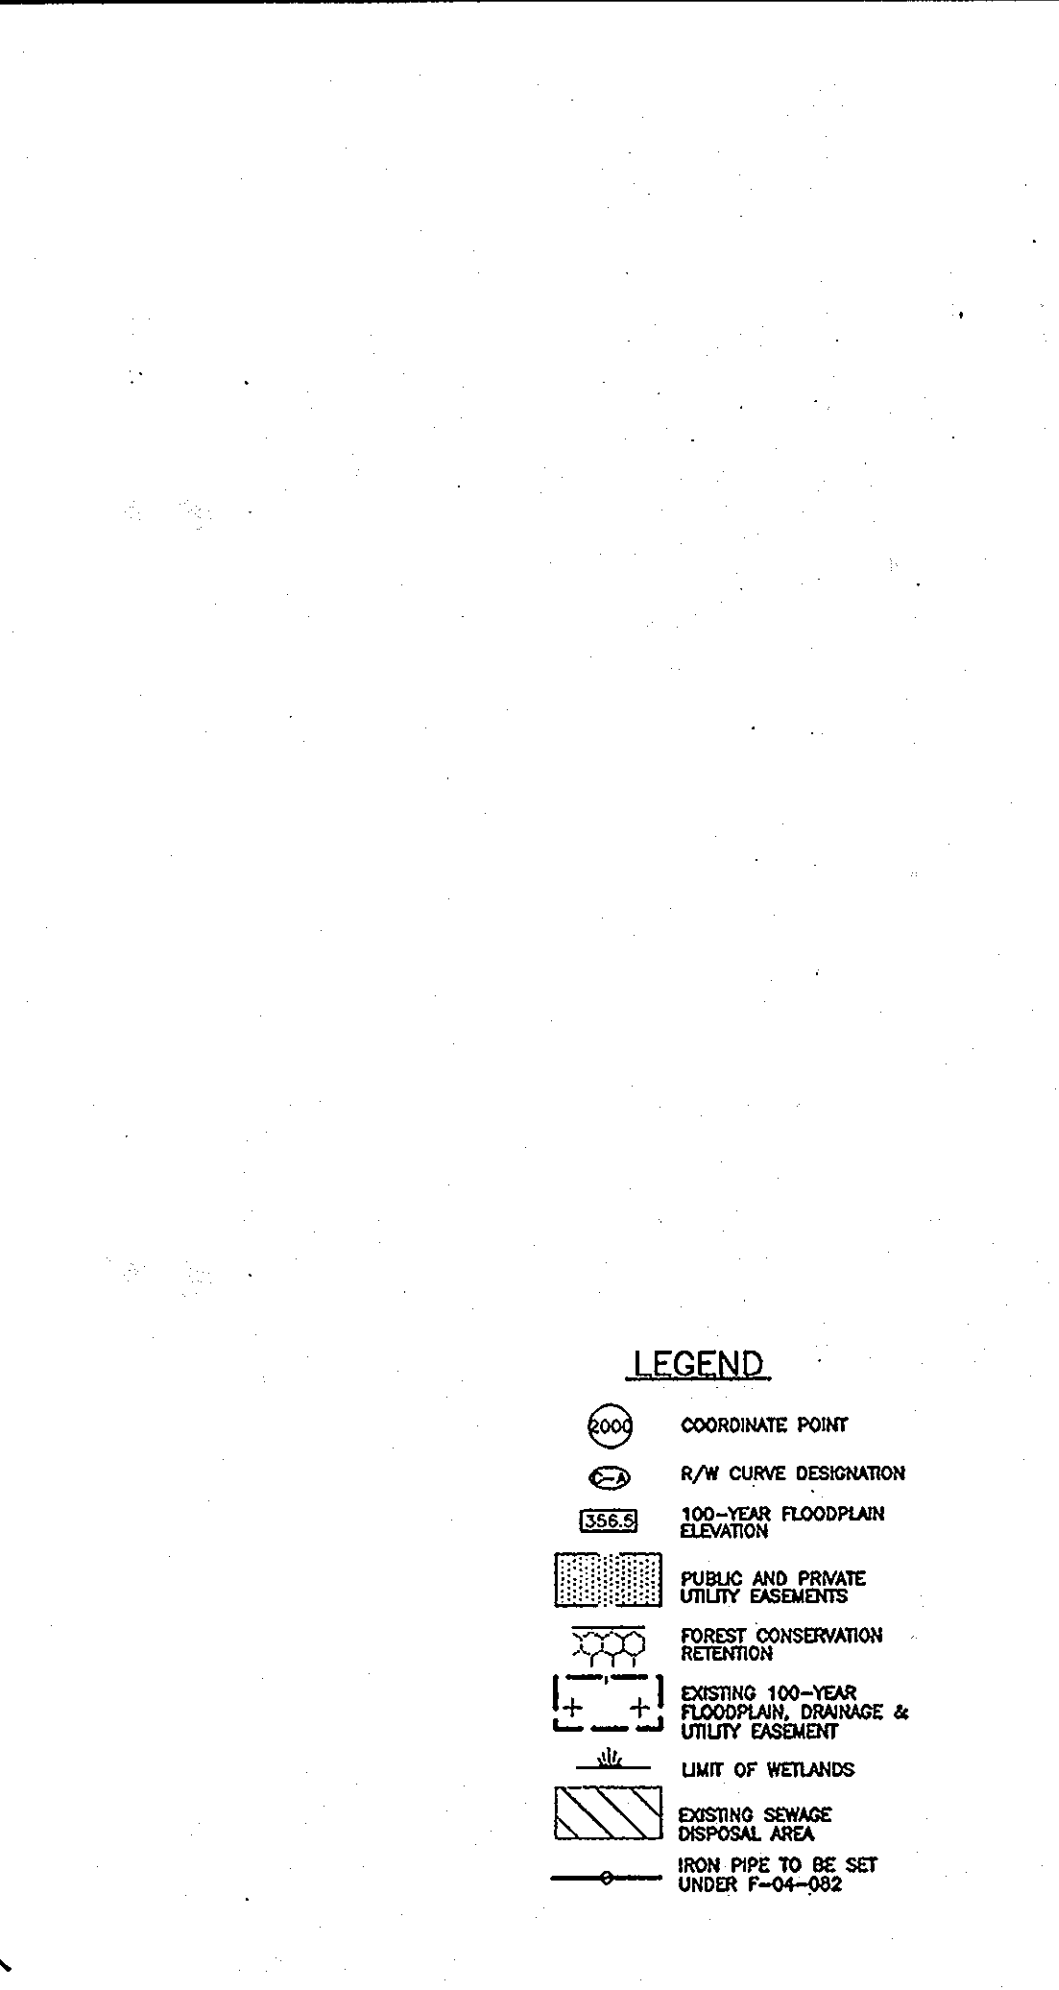 LEGEND
2000 COORDINATE POINT
C-A R/W CURVE DESIGNATION
356.5 100-YEAR FLOODPLAIN
ELEVATION
PUBLIC AND PRIVATE
UTILITY EASEMENTS
FOREST CONSERVATION
RETENTION
EXISTING 100-YEAR
FLOODPLAIN, DRAINAGE &
UTILITY EASEMENT
LIMIT OF WETLANDS
EXISTING SEWAGE
DISPOSAL AREA
IRON PIPE TO BE SET
UNDER F-04-082